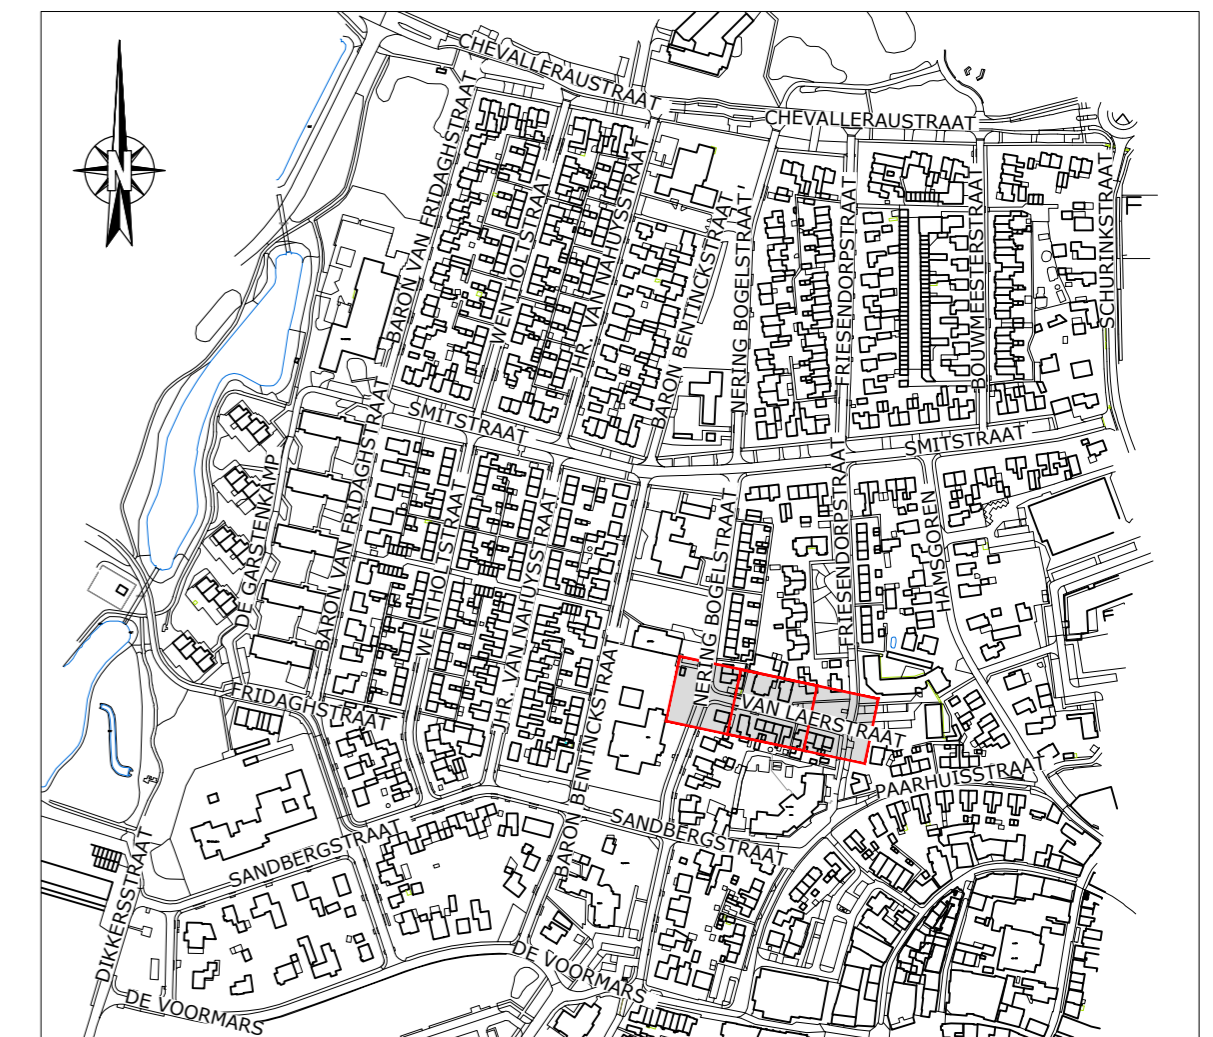 CHEVALLERAUSTRAAT
CHEVALLERAUSTRAAT
N
BARON VAN FRIDAGHSTRAAT
WENTHOLTSTRAAT
JHR. VAN NAHUYSSTRAAT
BARON BENTINCKSTRAAT
NERING BOGELSTRAAT'
FRIESENDORPSTRAAT
BOUWMEESTERSTRAAT
SCHURINKSTRAAT
SMITSTRAAT
SMITSTRAAT
DE GARSTENKAMP
BARON VAN FRIDAGHSTRAAT
WENTHOLTSTRAAT
JHR. VAN NAHUYSSTRAAT
BARON BENTINCKSTRAAT
NERING BOGELSTRAAT
FRIESENDORPSTRAAT
HAMSGOREN
FRIDAGHSTRAAT
VAN LAERSTRAAT
PAARHUISSTRAAT
SANDBERGSTRAAT
SANDBERGSTRAAT
DIKKERSSTRAAT
DE VOORMARS
DE VOORMARS